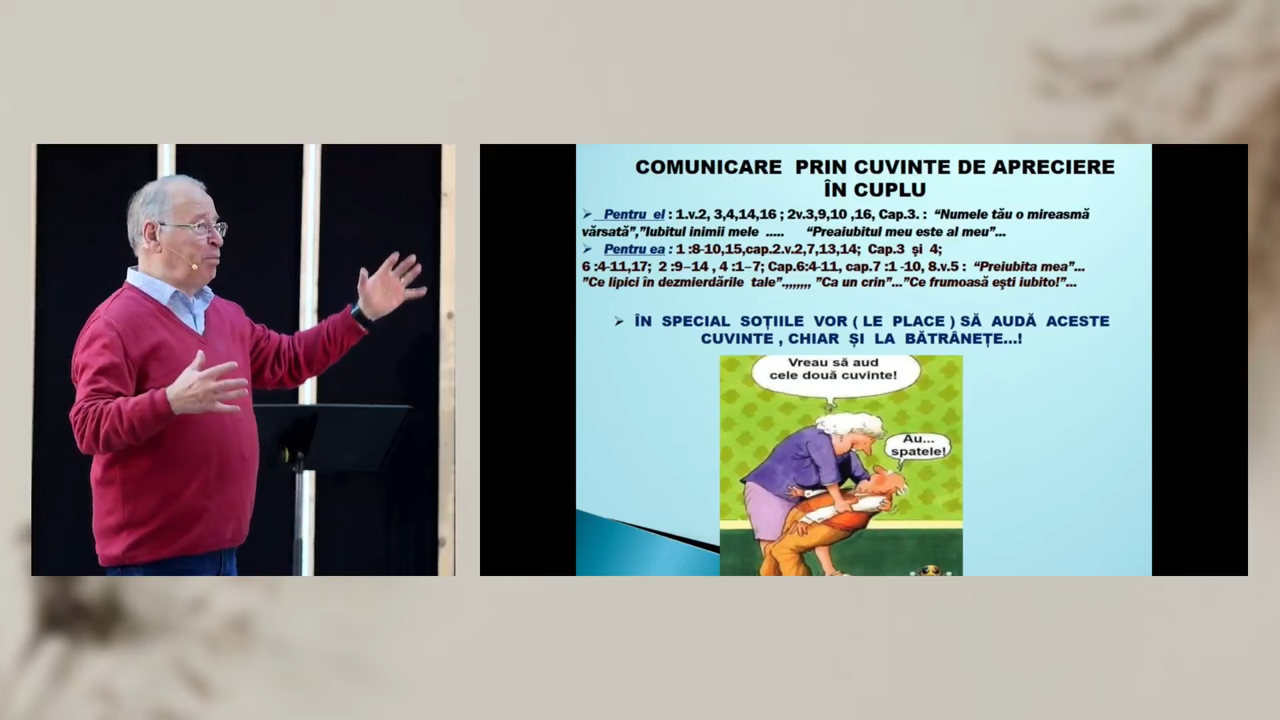 COMUNICARE PRIN CUVINTE DE APRECIERE
ÎN CUPLU
➢ Pentru el : 1.v.2, 3,4,14,16 ; 2v.3,9,10 ,16, Cap.3. : “Numele tău o mireasmă
vărsată”,”Iubitul inimii mele ..... “Preaiubitul meu este al meu”...
➢ Pentru ea : 1 :8-10,15,cap.2.v.2,7,13,14; Cap.3 și 4;
6 :4-11,17; 2 :9–14 , 4 :1–7; Cap.6:4-11, cap.7 :1 -10, 8.v.5 : “Preiubita mea”...
”Ce lipici în dezmierdările tale”.,,,,,,, ”Ca un crin”...”Ce frumoasă ești iubito!”...
➢ ÎN SPECIAL SOȚIILE VOR ( LE PLACE ) SĂ AUDĂ ACESTE
CUVINTE , CHIAR ȘI LA BĂTRÂNEȚE...!
Vreau să aud
cele două cuvinte!
Au...
spatele!